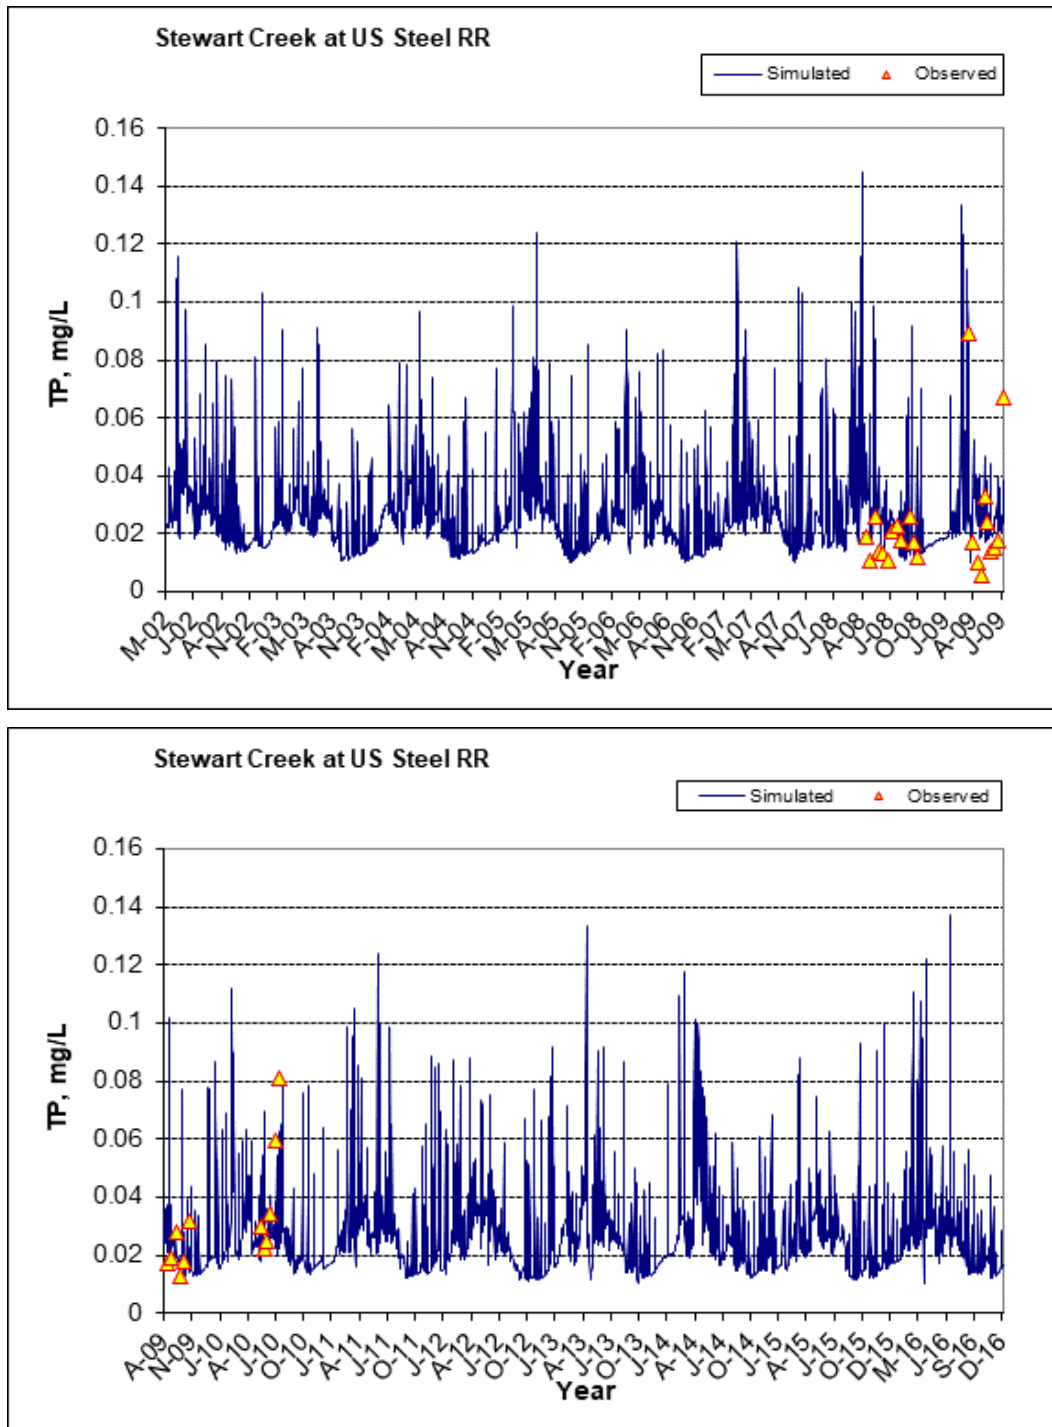 Stewart Creek at US Steel RR
Simulated Observed
TP, mg/L
0.16
0.14
0.12
0.1
0.08
0.06
0.04
0.02
0
M-02 J-02 A-02 N-02 F-03 M-03 A-03 N-03 F-04 M-04 A-04 N-04 F-05 M-05 A-05 N-05 F-06 M-06 A-06 N-06 F-07 M-07 A-07 N-07 J-08 A-08 J-08 O-08 J-09 A-09 J-09
Year
Stewart Creek at US Steel RR
Simulated Observed
TP, mg/L
0.16
0.14
0.12
0.1
0.08
0.06
0.04
0.02
0
A-09 N-09 J-10 A-10 J-10 O-10 J-11 A-11 J-11 O-11 J-12 A-12 J-12 O-12 J-13 A-13 J-13 O-13 J-14 A-14 J-14 O-14 J-15 A-15 J-15 O-15 D-15 M-16 J-16 S-16 D-16
Year